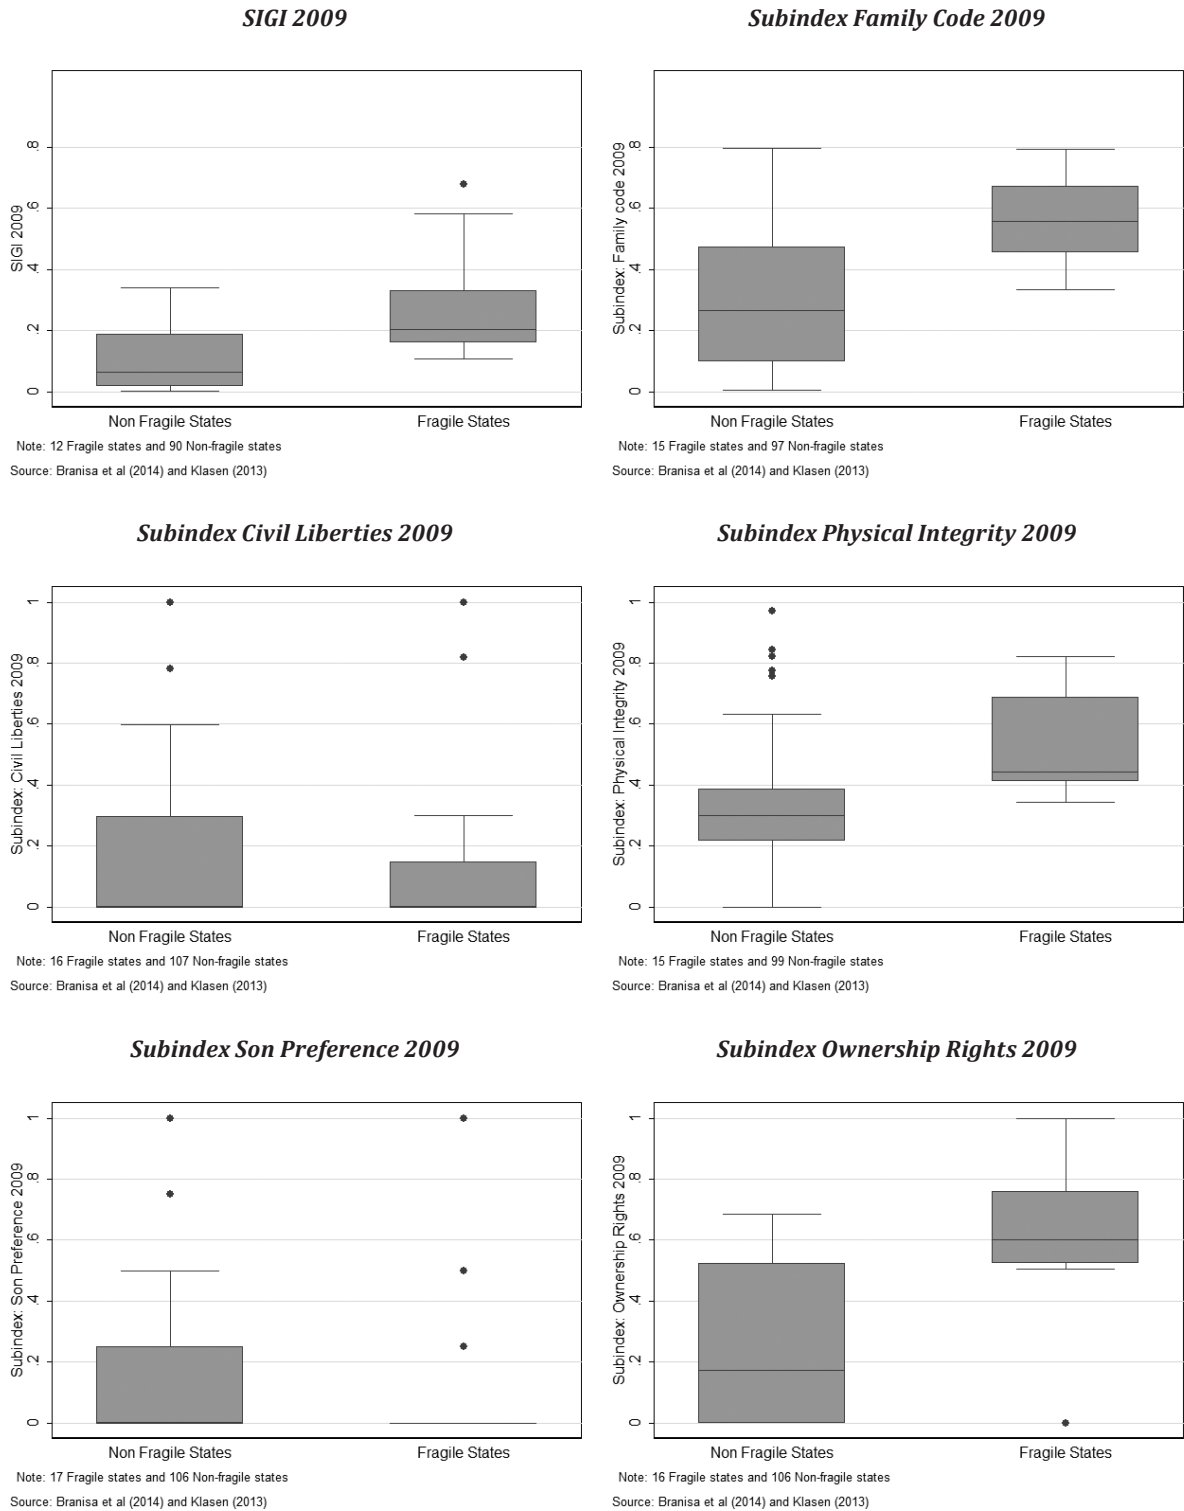 SIGI 2009
SIGI 2009
.8
.6
.4
.2
0
Non Fragile States Fragile States
Note: 12 Fragile states and 90 Non-fragile states
Source: Branisa et al (2014) and Klasen (2013)
Subindex Family Code 2009
Subindex: Family code 2009
.8
.6
.4
.2
0
Non Fragile States Fragile States
Note: 15 Fragile states and 97 Non-fragile states
Source: Branisa et al (2014) and Klasen (2013)
Subindex Civil Liberties 2009
Subindex: Civil Liberties 2009
1
.8
.6
.4
.2
0
Non Fragile States Fragile States
Note: 16 Fragile states and 107 Non-fragile states
Source: Branisa et al (2014) and Klasen (2013)
Subindex Physical Integrity 2009
Subindex: Physical Integrity 2009
1
.8
.6
.4
.2
0
Non Fragile States Fragile States
Note: 15 Fragile states and 99 Non-fragile states
Source: Branisa et al (2014) and Klasen (2013)
Subindex Son Preference 2009
Subindex: Son Preference 2009
1
.8
.6
.4
.2
0
Non Fragile States Fragile States
Note: 17 Fragile states and 106 Non-fragile states
Source: Branisa et al (2014) and Klasen (2013)
Subindex Ownership Rights 2009
Subindex: Ownership Rights 2009
1
.8
.6
.4
.2
0
Non Fragile States Fragile States
Note: 16 Fragile states and 106 Non-fragile states
Source: Branisa et al (2014) and Klasen (2013)